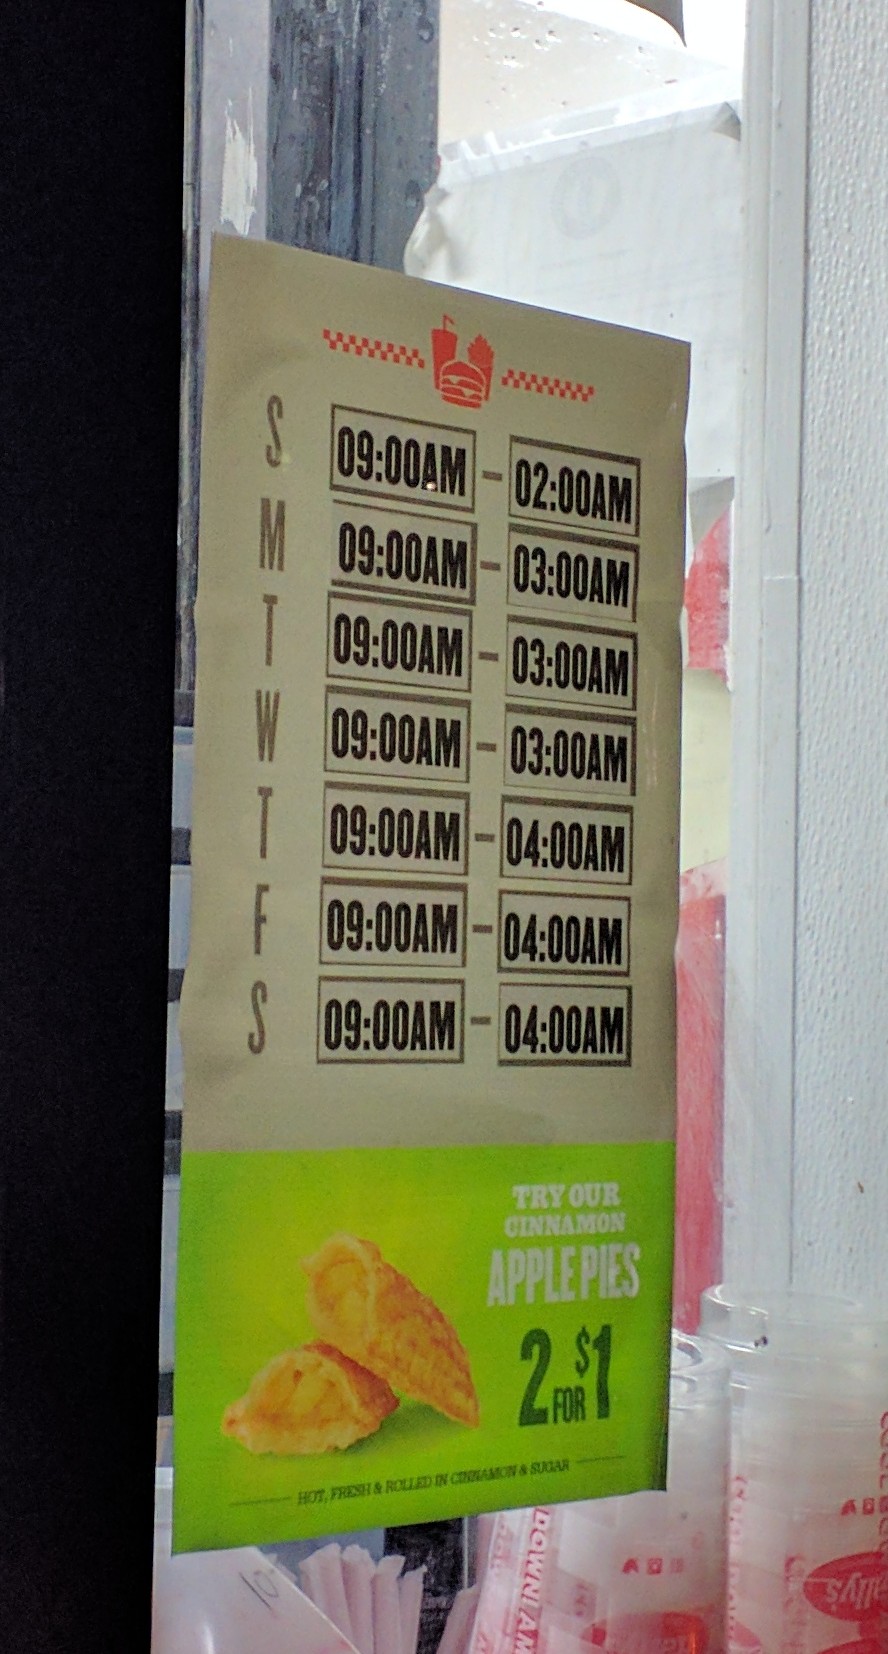 S 09:00AM - 02:00AM
M 09:00AM - 03:00AM
T 09:00AM - 03:00AM
W 09:00AM - 03:00AM
T 09:00AM - 04:00AM
F 09:00AM - 04:00AM
S 09:00AM - 04:00AM
TRY OUR
CINNAMON
APPLE PIES
2 FOR $1
HOT, FRESH & ROLLED IN CINNAMON & SUGAR
10